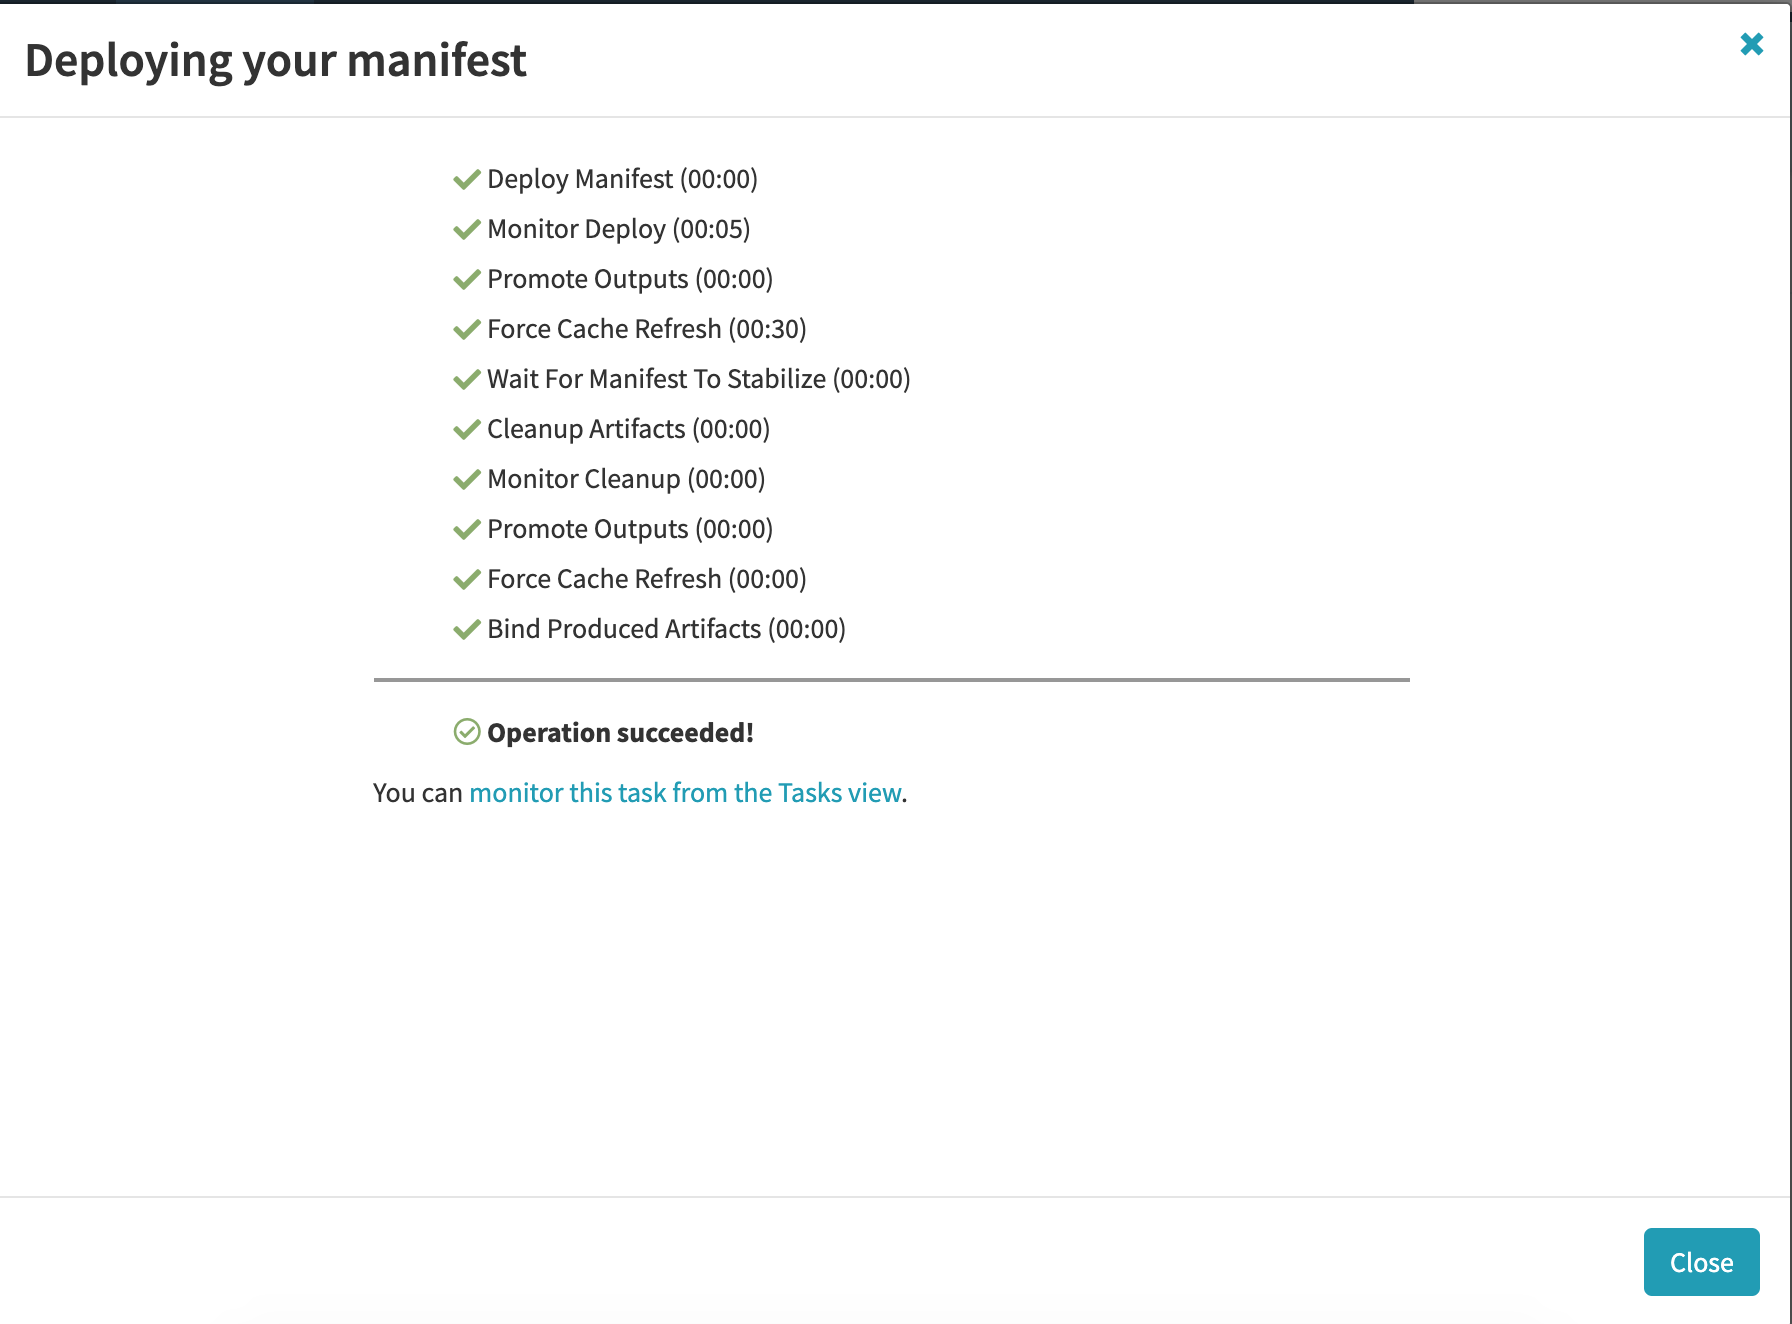 Deploying your manifest
Deploy Manifest (00:00)
Monitor Deploy (00:05)
Promote Outputs (00:00)
Force Cache Refresh (00:30)
Wait For Manifest To Stabilize (00:00)
Cleanup Artifacts (00:00)
Monitor Cleanup (00:00)
Promote Outputs (00:00)
Force Cache Refresh (00:00)
Bind Produced Artifacts (00:00)
Operation succeeded!
You can monitor this task from the Tasks view.
Close